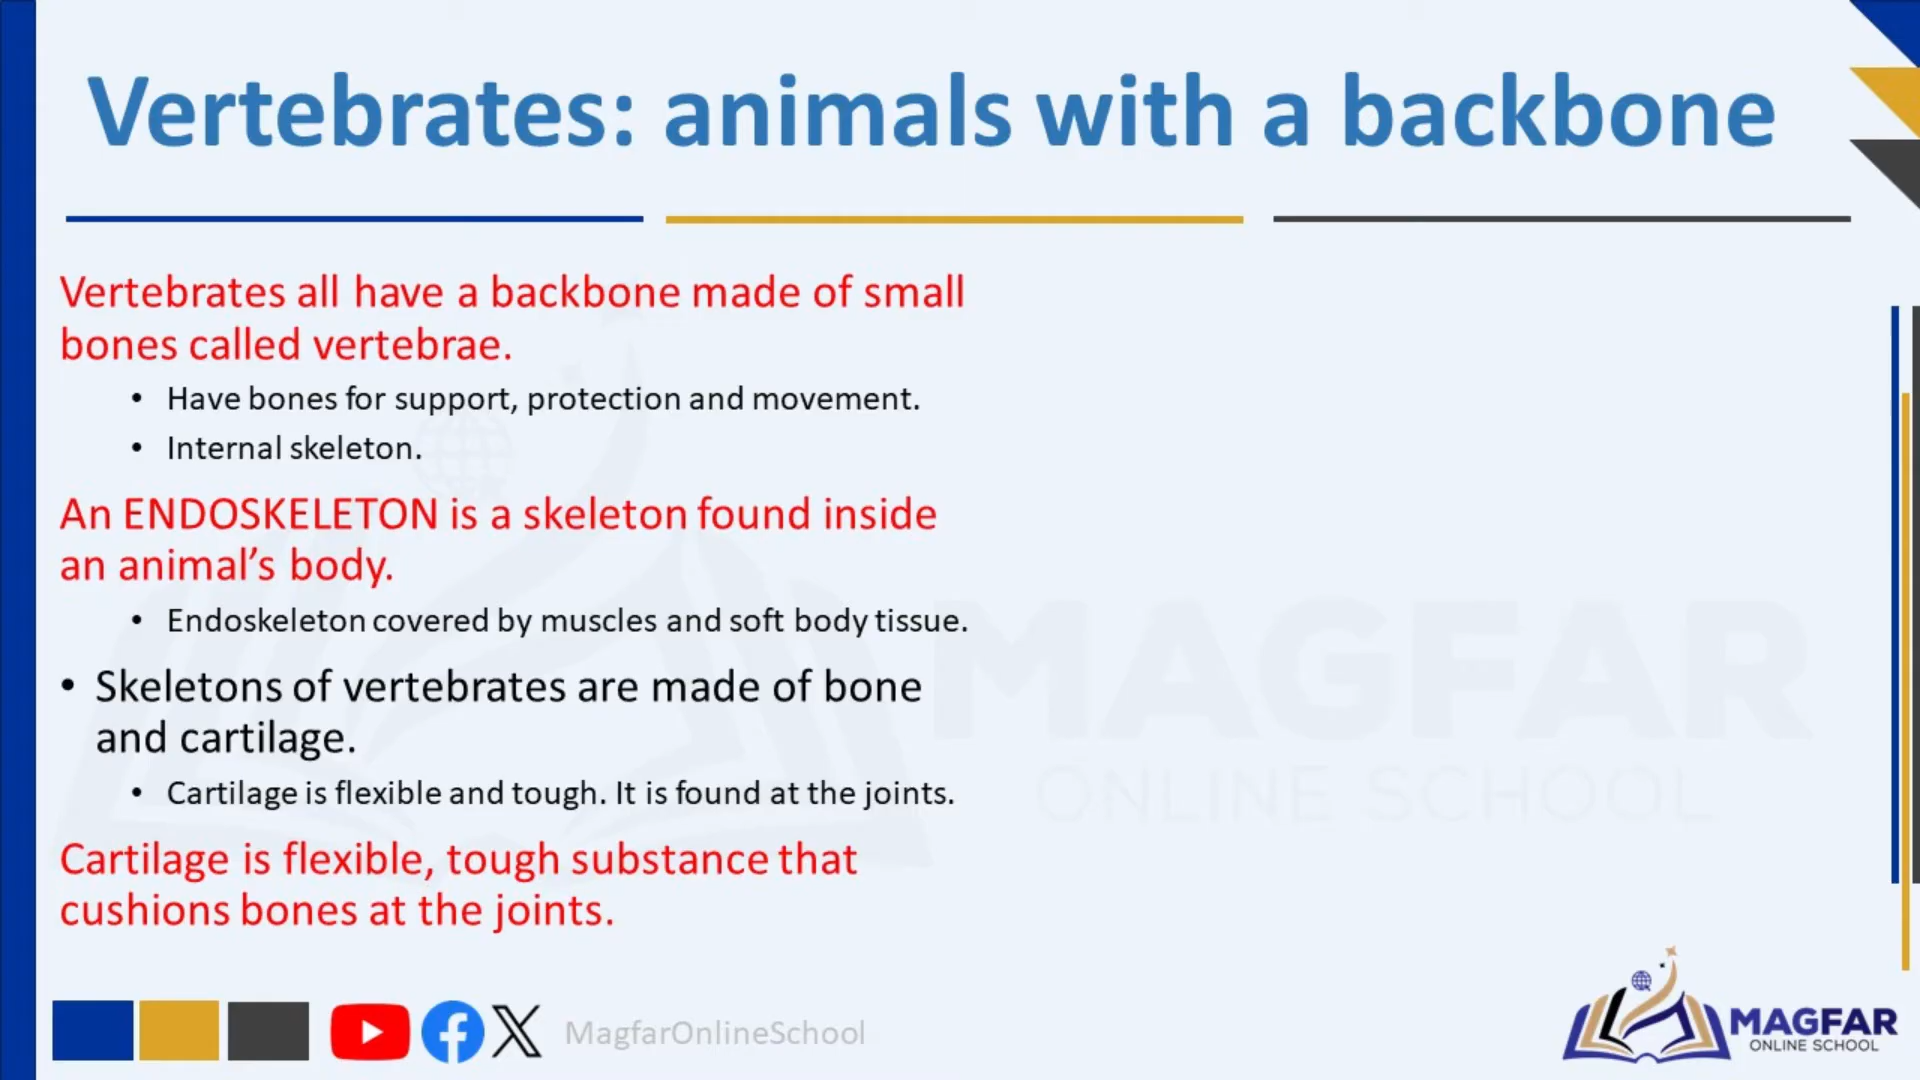 Vertebrates: animals with a backbone
Vertebrates all have a backbone made of small
bones called vertebrae.
• Have bones for support, protection and movement.
• Internal skeleton.
An ENDOSKELETON is a skeleton found inside
an animal’s body.
• Endoskeleton covered by muscles and soft body tissue.
• Skeletons of vertebrates are made of bone
and cartilage.
• Cartilage is flexible and tough. It is found at the joints.
Cartilage is flexible, tough substance that
cushions bones at the joints.
MAGFAR
ONLINE SCHOOL
MagfarOnlineSchool
MAGFAR
ONLINE SCHOOL